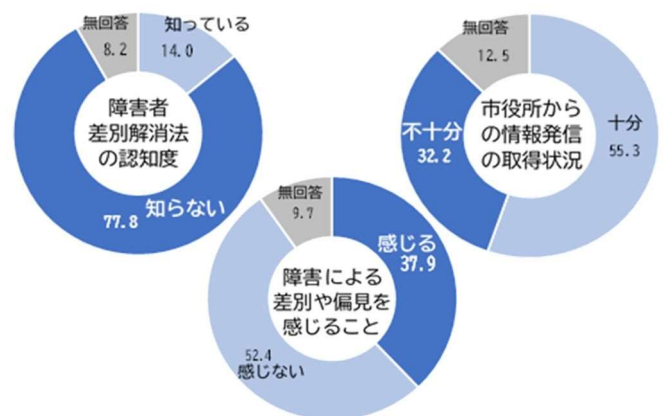 無回答
8.2
知っている
14.0
障害者
差別解消法
の認知度
知らない
77.8
無回答
12.5
不十分
32.2
市役所から
の情報発信
の取得状況
十分
55.3
無回答
9.7
感じる
37.9
障害による
差別や偏見を
感じること
52.4
感じない